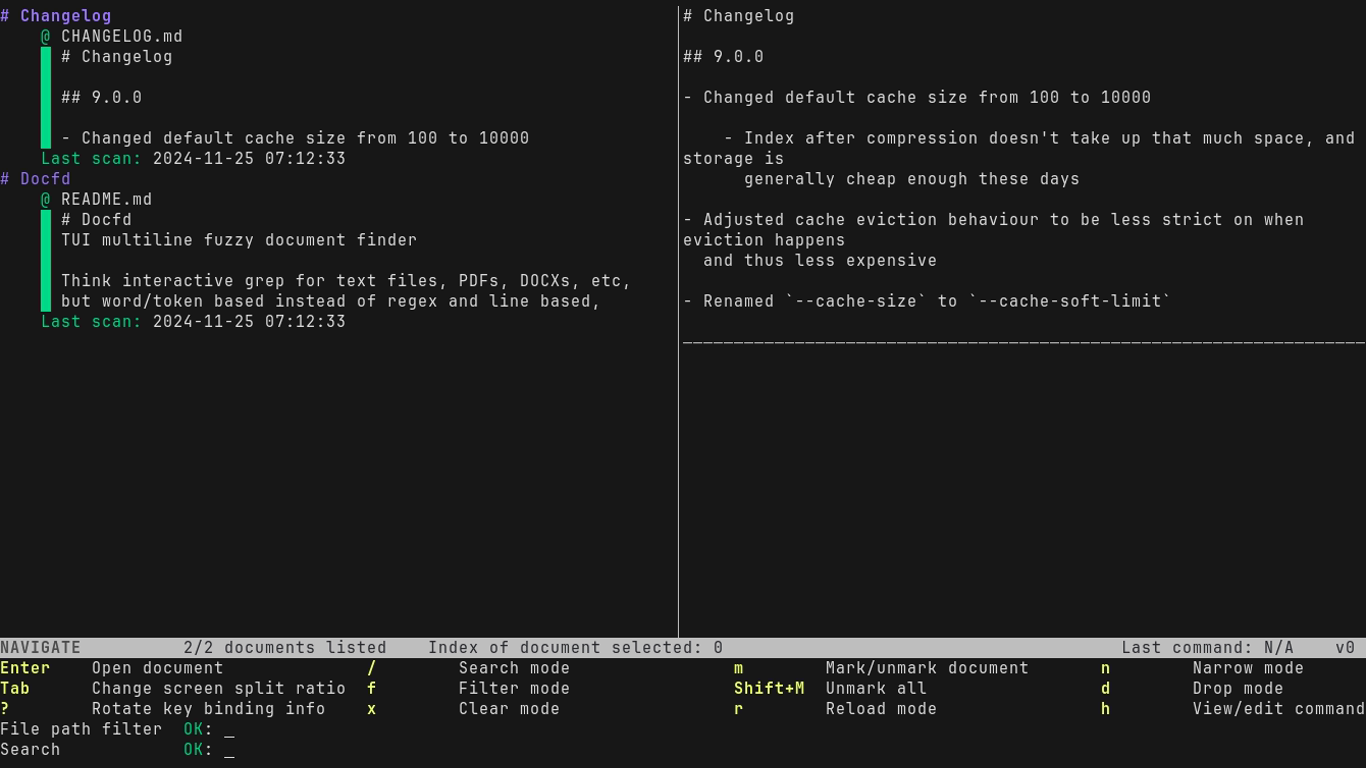 # Changelog
@ CHANGELOG.md
# Changelog
## 9.0.0
- Changed default cache size from 100 to 10000
Last scan: 2024-11-25 07:12:33
# Docfd
@ README.md
# Docfd
TUI multiline fuzzy document finder
Think interactive grep for text files, PDFs, DOCXs, etc,
but word/token based instead of regex and line based,
Last scan: 2024-11-25 07:12:33
# Changelog
## 9.0.0
- Changed default cache size from 100 to 10000
- Index after compression doesn't take up that much space, and
storage is
generally cheap enough these days
- Adjusted cache eviction behaviour to be less strict on when
eviction happens
and thus less expensive
- Renamed `--cache-size` to `--cache-soft-limit`
NAVIGATE 2/2 documents listed Index of document selected: 0 Last command: N/A v0
Enter Open document / Search mode m Mark/unmark document n Narrow mode
Tab Change screen split ratio f Filter mode Shift+M Unmark all d Drop mode
? Rotate key binding info x Clear mode r Reload mode h View/edit command
File path filter OK: _
Search OK: _